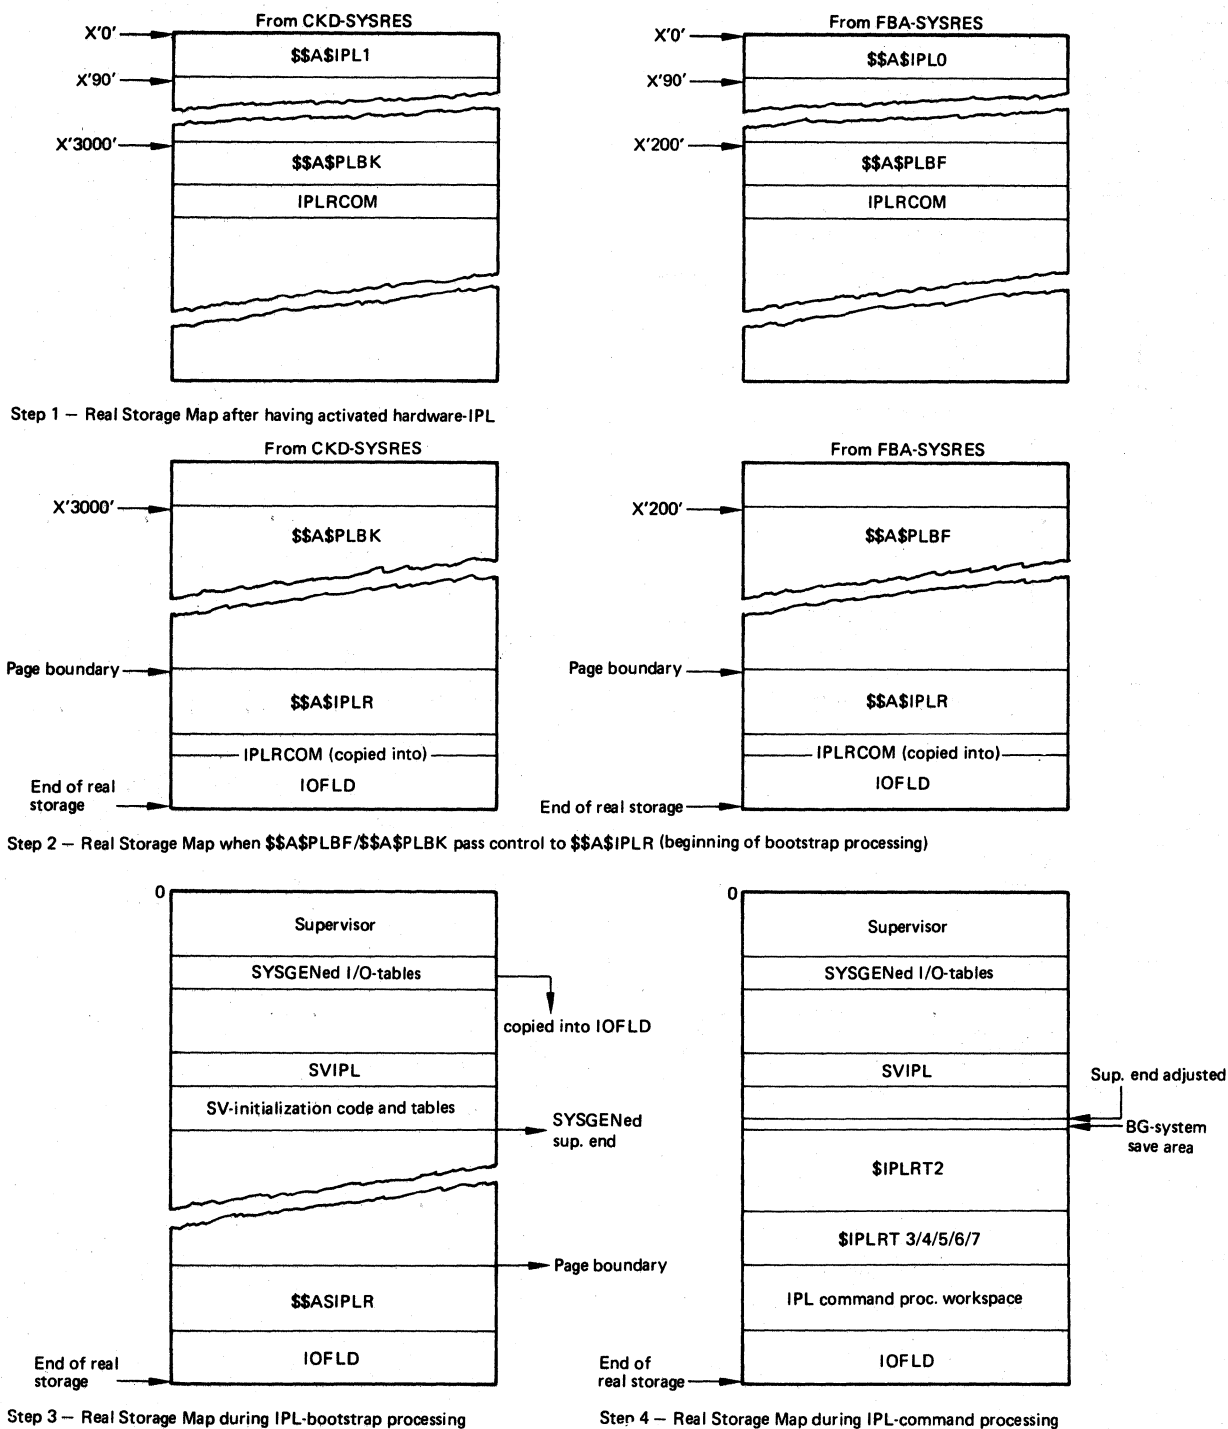 From CKD-SYSRES
X'0'
$$A$IPL1
X'90'
X'3000'
$$A$PLBK
IPLRCOM
From FBA-SYSRES
X'0'
$$A$IPL0
X'90'
X'200'
$$A$PLBF
IPLRCOM
Step 1 — Real Storage Map after having activated hardware-IPL
From CKD-SYSRES
X'3000'
$$A$PLBK
Page boundary
$$A$IPLR
IPLRCOM (copied into)
IOFLD
End of real
storage
From FBA-SYSRES
X'200'
$$A$PLBF
Page boundary
$$A$IPLR
IPLRCOM (copied into)
IOFLD
End of real storage
Step 2 — Real Storage Map when $$A$PLBF/$$A$PLBK pass control to $$A$IPLR (beginning of bootstrap processing)
0
Supervisor
SYSGENed I/O-tables
copied into IOFLD
SVIPL
SV-initialization code and tables
SYSGENed
sup. end
Page boundary
$$ASIPLR
IOFLD
End of real
storage
Step 3 — Real Storage Map during IPL-bootstrap processing
0
Supervisor
SYSGENed I/O-tables
SVIPL
Sup. end adjusted
BG-system
save area
$IPLRT2
$IPLRT 3/4/5/6/7
IPL command proc. workspace
IOFLD
End of
real storage
Step 4 — Real Storage Map during IPL-command processing